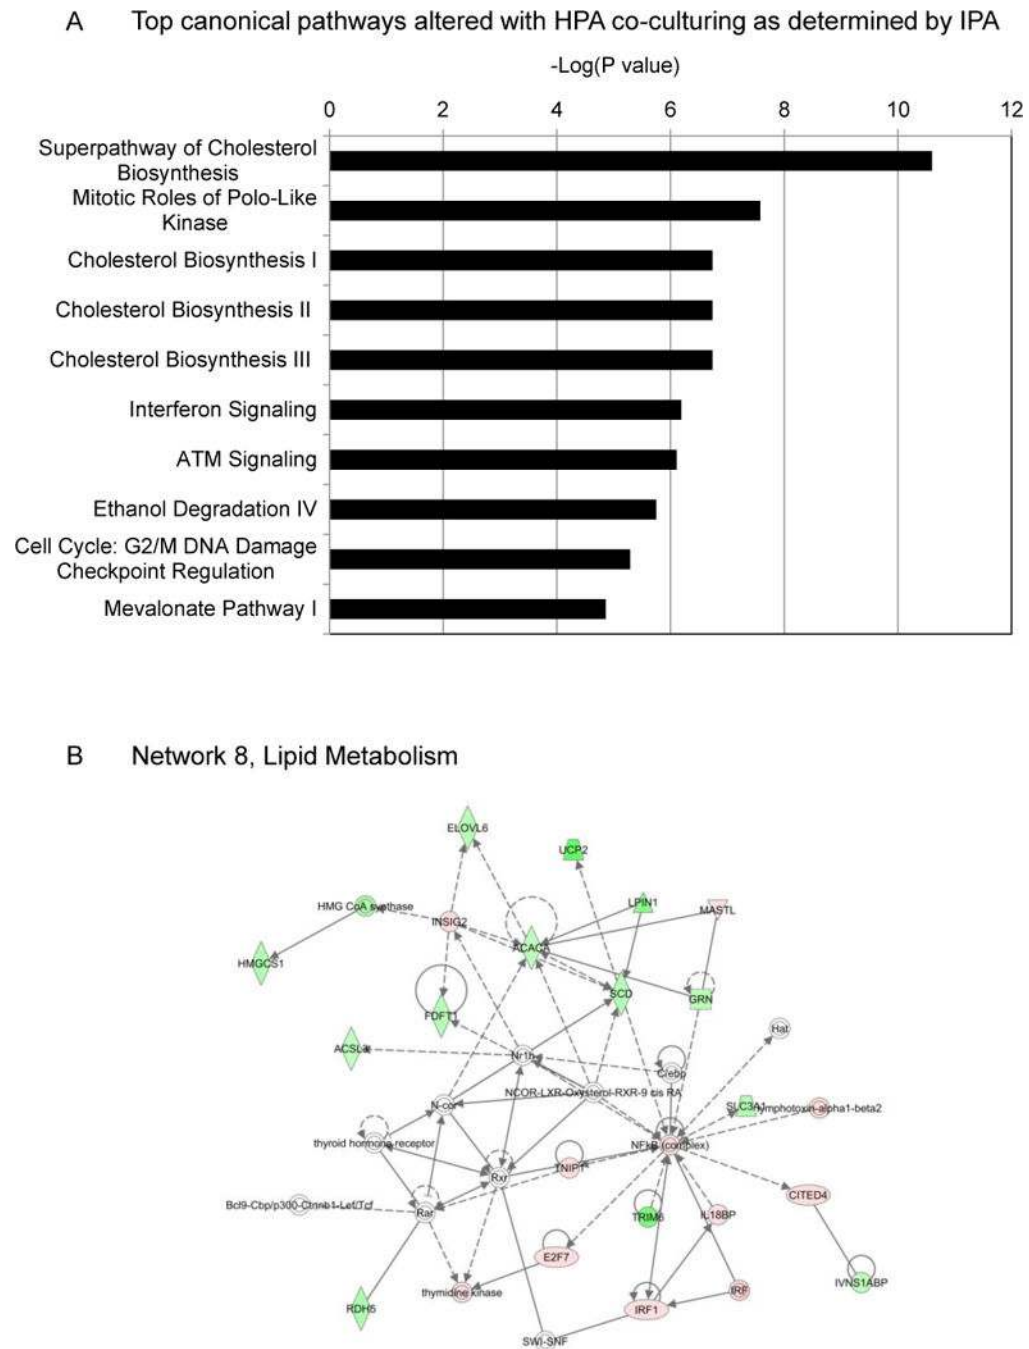 A Top canonical pathways altered with HPA co-culturing as determined by IPA
-Log(P value)
0 2 4 6 8 10 12
Superpathway of Cholesterol
Biosynthesis
Mitotic Roles of Polo-Like
Kinase
Cholesterol Biosynthesis I
Cholesterol Biosynthesis II
Cholesterol Biosynthesis III
Interferon Signaling
ATM Signaling
Ethanol Degradation IV
Cell Cycle: G2/M DNA Damage
Checkpoint Regulation
Mevalonate Pathway I
B Network 8, Lipid Metabolism
ELOVL6
UCP2
HMG CoA synthase
INSIG2
LPIN1
MASTL
HMGCS1
SCD
GRN
FDFT1
Hat
Nr1h
C/ebp
NCOR-LXR-Oxysterol-RXR-9 cis RA
N-cor
SLC3A1
lymphotoxin-alpha1-beta2
thyroid hormone receptor
NFkB (complex)
TNIP1
Rxr
CITED4
Bcl9-Cbp/p300-Ctnnb1-Lef/Tcf
Rar
TRIM6
IL18BP
E2F7
IVNS1ABP
thymidine kinase
IRF
RDH5
IRF1
SWI-SNF